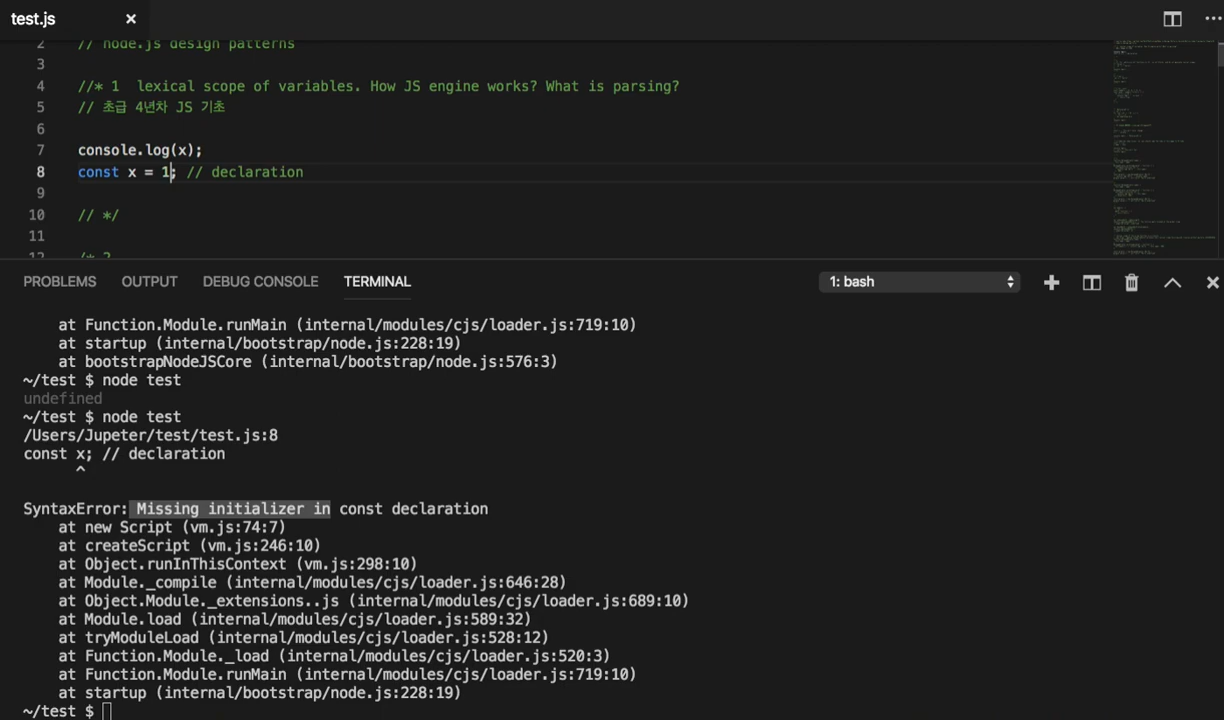 test.js
2 // node.js design patterns
3
4 //* 1 lexical scope of variables. How JS engine works? What is parsing?
5 // 초급 4년차 JS 기초
6
7 console.log(x);
8 const x = 1; // declaration
9
10 // */
11
12 /* 2
PROBLEMS OUTPUT DEBUG CONSOLE TERMINAL 1: bash
at Function.Module.runMain (internal/modules/cjs/loader.js:719:10)
at startup (internal/bootstrap/node.js:228:19)
at bootstrapNodeJSCore (internal/bootstrap/node.js:576:3)
~/test $ node test
undefined
~/test $ node test
/Users/Jupeter/test/test.js:8
const x; // declaration
^
SyntaxError: Missing initializer in const declaration
at new Script (vm.js:74:7)
at createScript (vm.js:246:10)
at Object.runInThisContext (vm.js:298:10)
at Module._compile (internal/modules/cjs/loader.js:646:28)
at Object.Module._extensions..js (internal/modules/cjs/loader.js:689:10)
at Module.load (internal/modules/cjs/loader.js:589:32)
at tryModuleLoad (internal/modules/cjs/loader.js:528:12)
at Function.Module._load (internal/modules/cjs/loader.js:520:3)
at Function.Module.runMain (internal/modules/cjs/loader.js:719:10)
at startup (internal/bootstrap/node.js:228:19)
~/test $